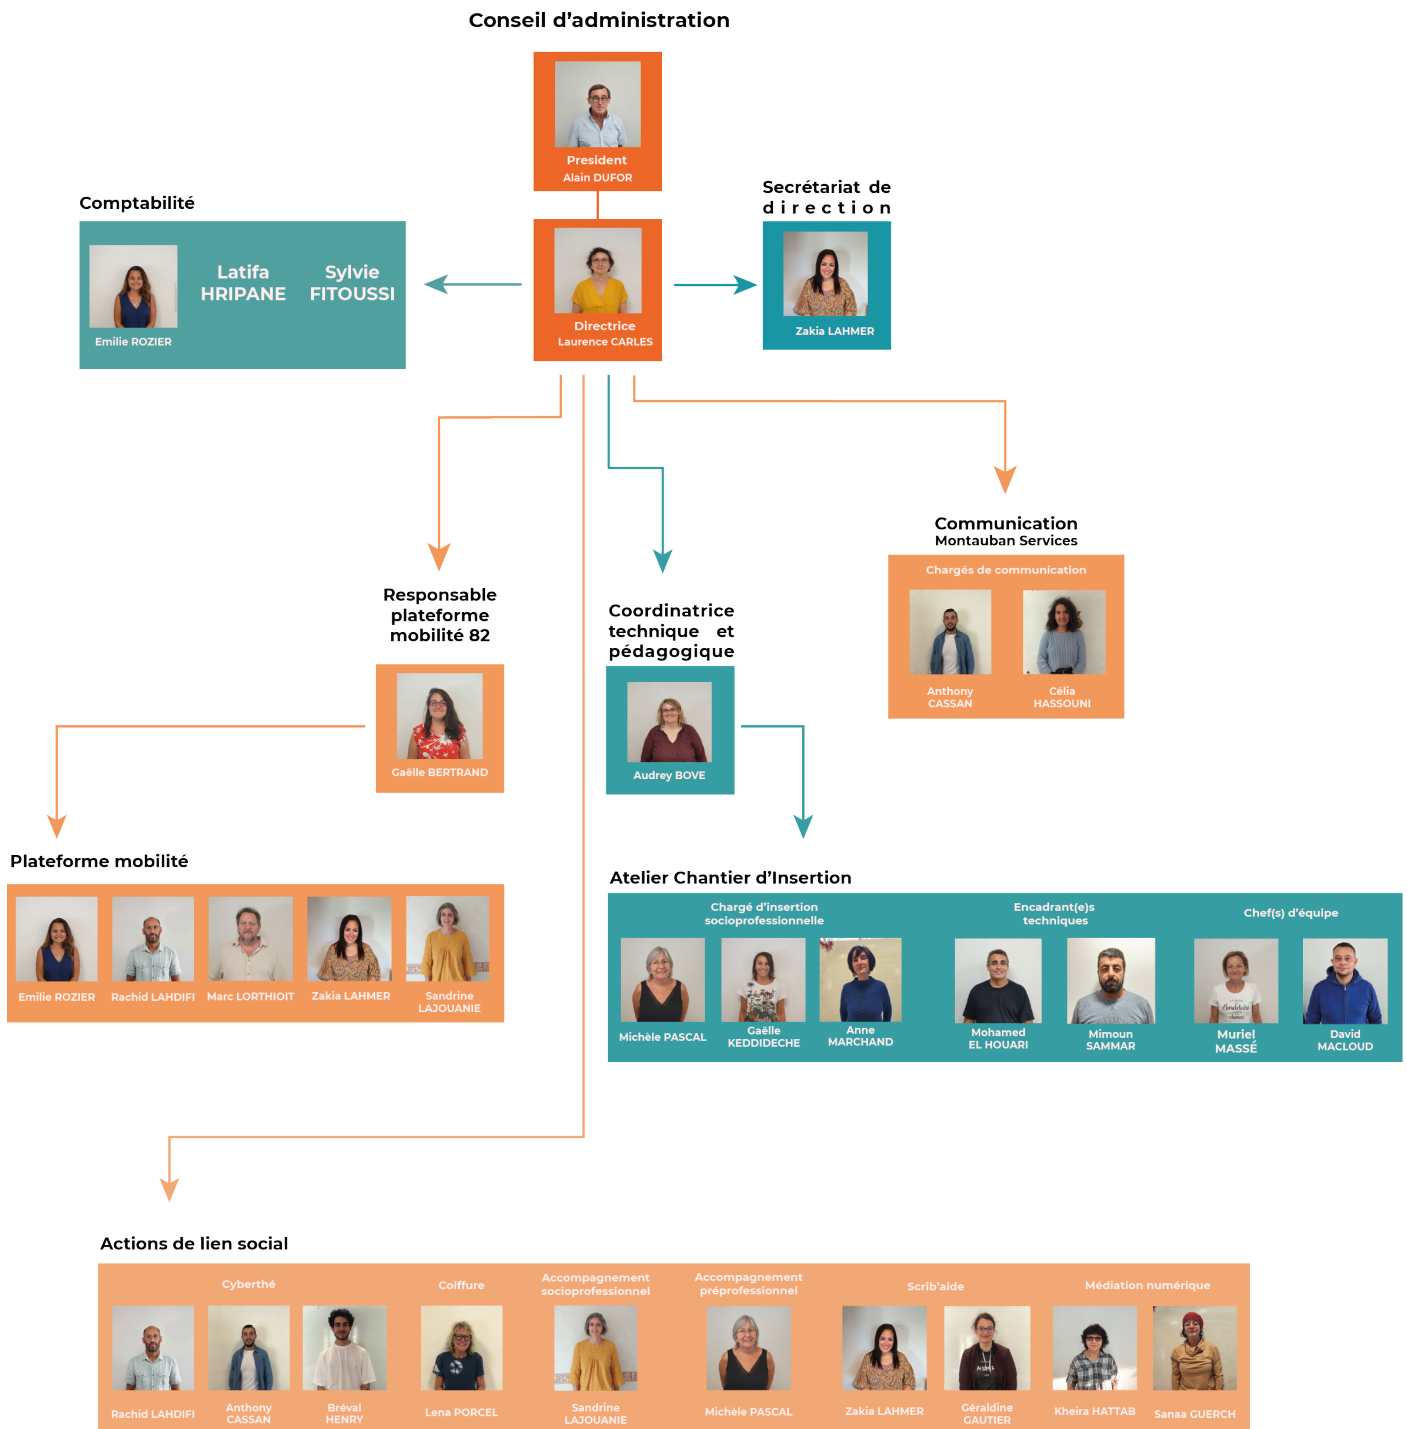 Conseil d'administration
President
Alain DUFOR
Comptabilité
Emilie ROZIER
Latifa
HRIPANE
Sylvie
FITOUSSI
Directrice
Laurence CARLES
Secrétariat de
direction
Zakia LAHMER
Responsable
plateforme
mobilité 82
Gaëlle BERTRAND
Coordinatrice
technique et
pédagogique
Audrey BOVE
Communication
Montauban Services
Chargés de communication
Anthony
CASSAN
Célia
HASSOUNI
Plateforme mobilité
Emilie ROZIER
Rachid LAHDIFI
Marc LORTHIOIT
Zakia LAHMER
Sandrine
LAJOUANIE
Atelier Chantier d'Insertion
Chargé d'insertion
socioprofessionnelle
Michèle PASCAL
Gaëlle
KEDDIDECHE
Anne
MARCHAND
Encadrant(e)s
techniques
Mohamed
EL HOUARI
Mimoun
SAMMAR
Chef(s) d'équipe
Muriel
MASSÉ
David
MACLOUD
Actions de lien social
Cyberthé
Rachid LAHDIFI
Anthony
CASSAN
Bréval
HENRY
Coiffure
Lena PORCEL
Accompagnement
socioprofessionnel
Sandrine
LAJOUANIE
Accompagnement
préprofessionnel
Michèle PASCAL
Scrib'aide
Zakia LAHMER
Géraldine
GAUTIER
Médiation numérique
Kheira HATTAB
Sanaa GUERCH